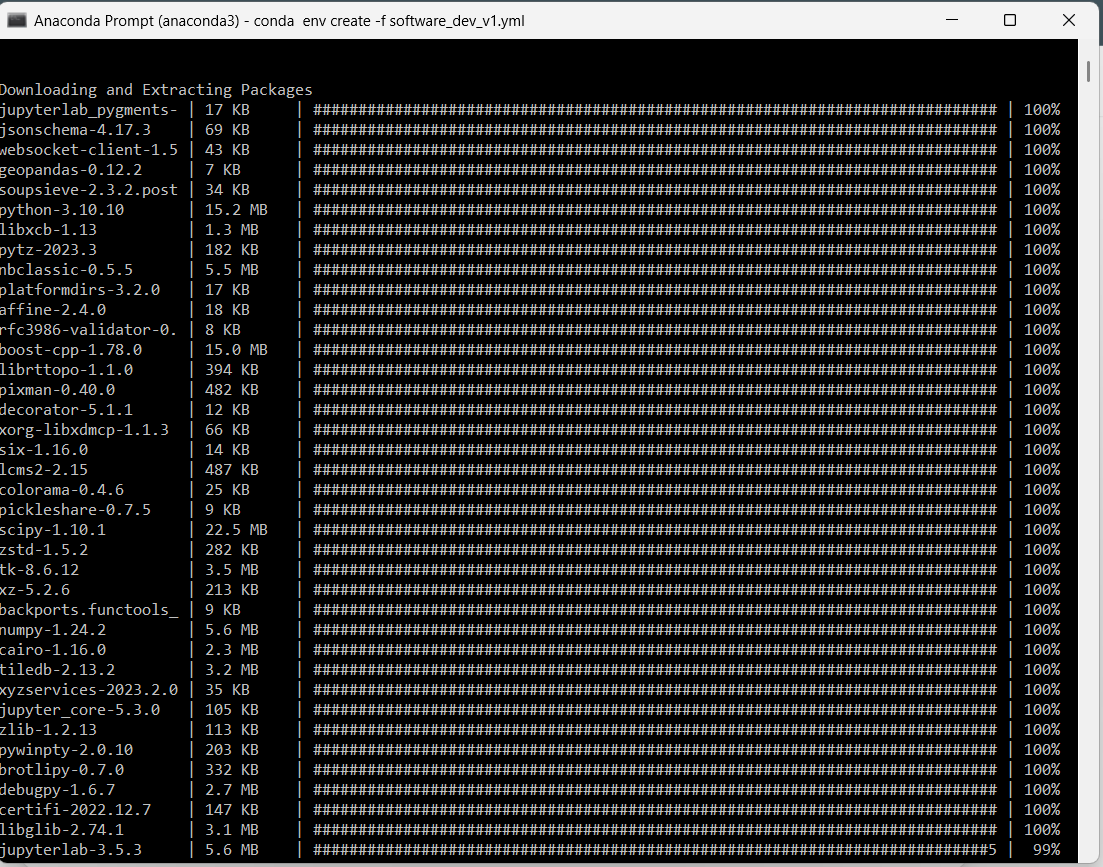 Anaconda Prompt (anaconda3) - conda  env create -f software_dev_v1.yml
Downloading and Extracting Packages
jupyterlab_pygments- | 17 KB     | ############################################################################ | 100%
jsonschema-4.17.3    | 69 KB     | ############################################################################ | 100%
websocket-client-1.5 | 43 KB     | ############################################################################ | 100%
geopandas-0.12.2     | 7 KB      | ############################################################################ | 100%
soupsieve-2.3.2.post | 34 KB     | ############################################################################ | 100%
python-3.10.10       | 15.2 MB   | ############################################################################ | 100%
libxcb-1.13          | 1.3 MB    | ############################################################################ | 100%
pytz-2023.3          | 182 KB    | ############################################################################ | 100%
nbclassic-0.5.5      | 5.5 MB    | ############################################################################ | 100%
platformdirs-3.2.0   | 17 KB     | ############################################################################ | 100%
affine-2.4.0         | 18 KB     | ############################################################################ | 100%
rfc3986-validator-0. | 8 KB      | ############################################################################ | 100%
boost-cpp-1.78.0     | 15.0 MB   | ############################################################################ | 100%
librttopo-1.1.0      | 394 KB    | ############################################################################ | 100%
pixman-0.40.0        | 482 KB    | ############################################################################ | 100%
decorator-5.1.1      | 12 KB     | ############################################################################ | 100%
xorg-libxdmcp-1.1.3  | 66 KB     | ############################################################################ | 100%
six-1.16.0           | 14 KB     | ############################################################################ | 100%
lcms2-2.15           | 487 KB    | ############################################################################ | 100%
colorama-0.4.6       | 25 KB     | ############################################################################ | 100%
pickleshare-0.7.5    | 9 KB      | ############################################################################ | 100%
scipy-1.10.1         | 22.5 MB   | ############################################################################ | 100%
zstd-1.5.2           | 282 KB    | ############################################################################ | 100%
tk-8.6.12            | 3.5 MB    | ############################################################################ | 100%
xz-5.2.6             | 213 KB    | ############################################################################ | 100%
backports.functools_ | 9 KB      | ############################################################################ | 100%
numpy-1.24.2         | 5.6 MB    | ############################################################################ | 100%
cairo-1.16.0         | 2.3 MB    | ############################################################################ | 100%
tiledb-2.13.2        | 3.2 MB    | ############################################################################ | 100%
xyzservices-2023.2.0 | 35 KB     | ############################################################################ | 100%
jupyter_core-5.3.0   | 105 KB    | ############################################################################ | 100%
zlib-1.2.13          | 113 KB    | ############################################################################ | 100%
pywinpty-2.0.10      | 203 KB    | ############################################################################ | 100%
brotlipy-0.7.0       | 332 KB    | ############################################################################ | 100%
debugpy-1.6.7        | 2.7 MB    | ############################################################################ | 100%
certifi-2022.12.7    | 147 KB    | ############################################################################ | 100%
libglib-2.74.1       | 3.1 MB    | ############################################################################ | 100%
jupyterlab-3.5.3     | 5.6 MB    | ###########################################################################5 |  99%